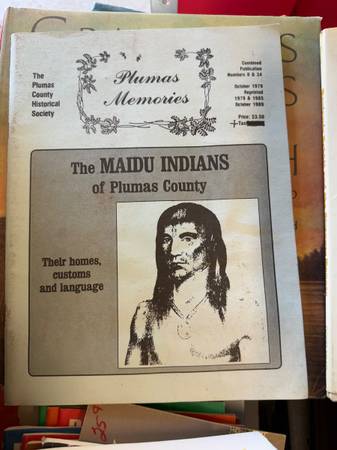 The
Plumas
County
Historical
Society
Plumas
Memories
Combined
Publication
Numbers 8 & 34
October 1979
Reprinted
1979 & 1985
October 1989
Price: $3.50
+Tax
The MAIDU INDIANS
of Plumas County
Their homes,
customs
and language